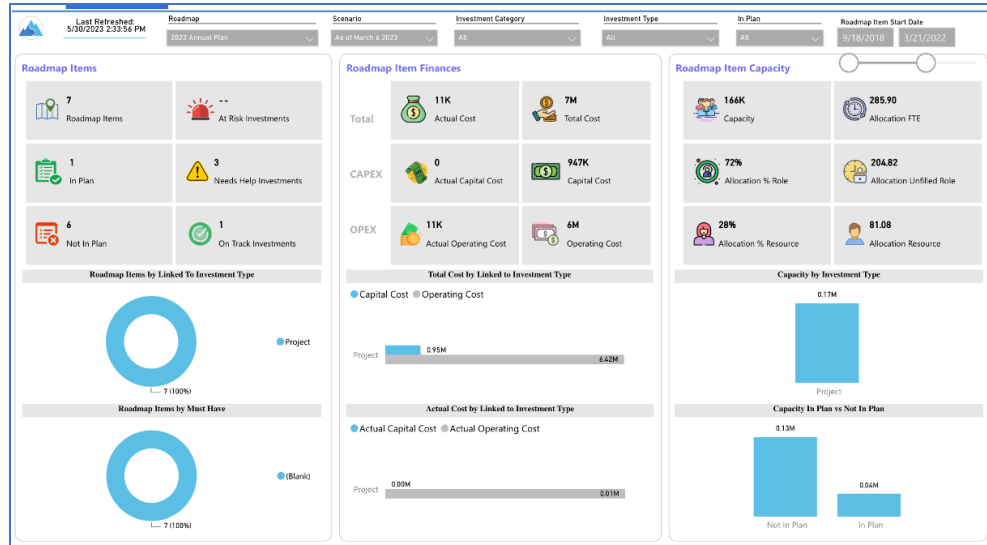 Last Refreshed:
5/30/2023 2:33:56 PM
Roadmap
2023 Annual Plan
Scenario
As of March 6 2023
Investment Category
All
Investment Type
All
In Plan
All
Roadmap Item Start Date
9/18/2018 3/21/2022
Roadmap Items
7
Roadmap Items
--
At Risk Investments
1
In Plan
3
Needs Help Investments
6
Not In Plan
1
On Track Investments
Roadmap Items by Linked To Investment Type
Project
7 (100%)
Roadmap Items by Must Have
(Blank)
7 (100%)
Roadmap Item Finances
Total
11K
Actual Cost
7M
Total Cost
CAPEX
0
Actual Capital Cost
947K
Capital Cost
OPEX
11K
Actual Operating Cost
6M
Operating Cost
Total Cost by Linked to Investment Type
Capital Cost Operating Cost
Project
0.95M
6.42M
Actual Cost by Linked to Investment Type
Actual Capital Cost Actual Operating Cost
Project
0.00M
0.01M
Roadmap Item Capacity
166K
Capacity
285.90
Allocation FTE
72%
Allocation % Role
204.82
Allocation Unfilled Role
28%
Allocation % Resource
81.08
Allocation Resource
Capacity by Investment Type
0.17M
Project
Capacity In Plan vs Not In Plan
0.13M
0.04M
Not In Plan In Plan